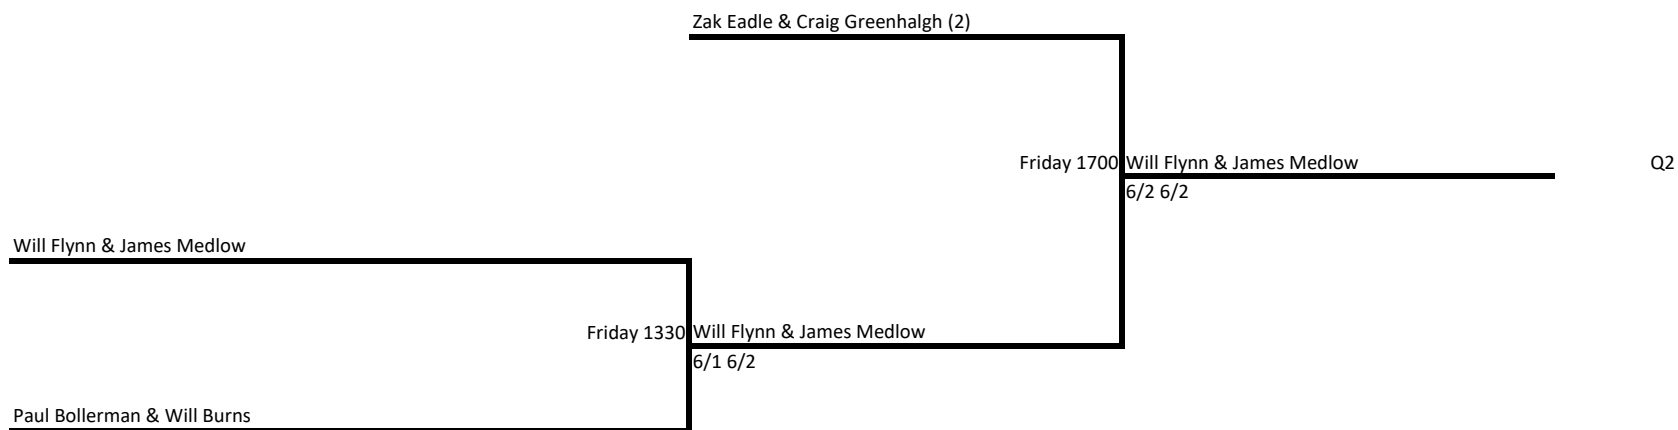 Zak Eadle & Craig Greenhalgh (2)
Friday 1700 Will Flynn & James Medlow Q2
6/2 6/2
Will Flynn & James Medlow
Friday 1330 Will Flynn & James Medlow
6/1 6/2
Paul Bollerman & Will Burns